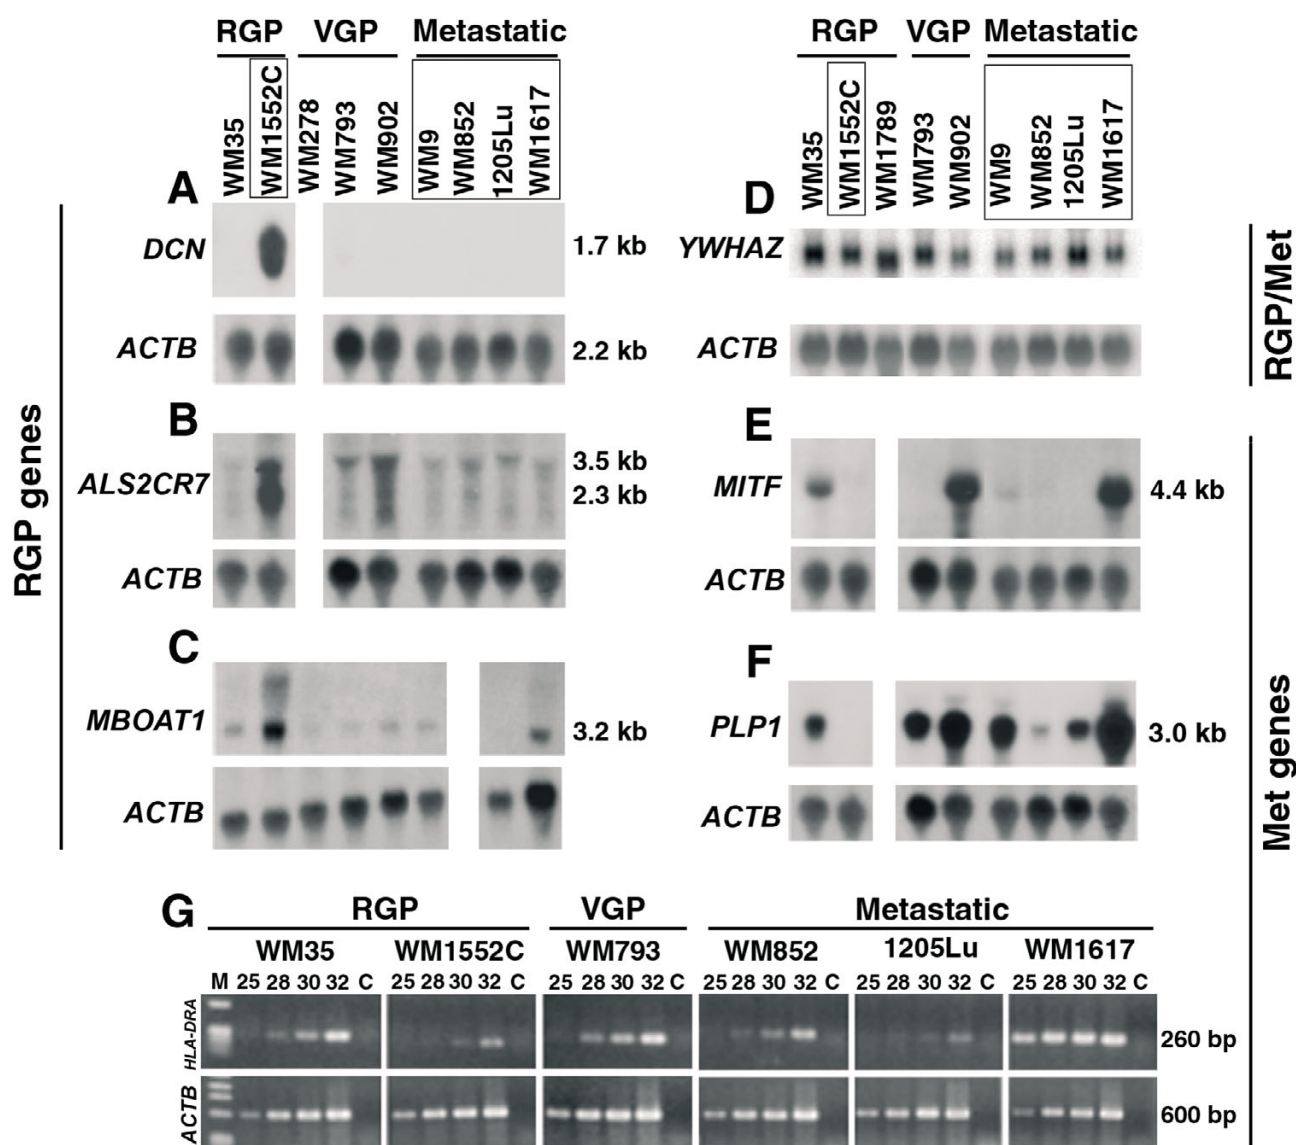 RGP VGP Metastatic
WM35 WM1552C WM278 WM793 WM902 WM9 WM852 1205Lu WM1617
A
DCN 1.7 kb
ACTB 2.2 kb
B
ALS2CR7 3.5 kb
2.3 kb
ACTB
C
MBOAT1 3.2 kb
ACTB
RGP genes
RGP VGP Metastatic
WM35 WM1552C WM1789 WM793 WM902 WM9 WM852 1205Lu WM1617
D
YWHAZ
ACTB
RGP/Met
E
MITF 4.4 kb
ACTB
F
PLP1 3.0 kb
ACTB
Met genes
G RGP VGP Metastatic
WM35 WM1552C WM793 WM852 1205Lu WM1617
M 25 28 30 32 C 25 28 30 32 C 25 28 30 32 C 25 28 30 32 C 25 28 30 32 C 25 28 30 32 C
HLA-DRA 260 bp
ACTB 600 bp